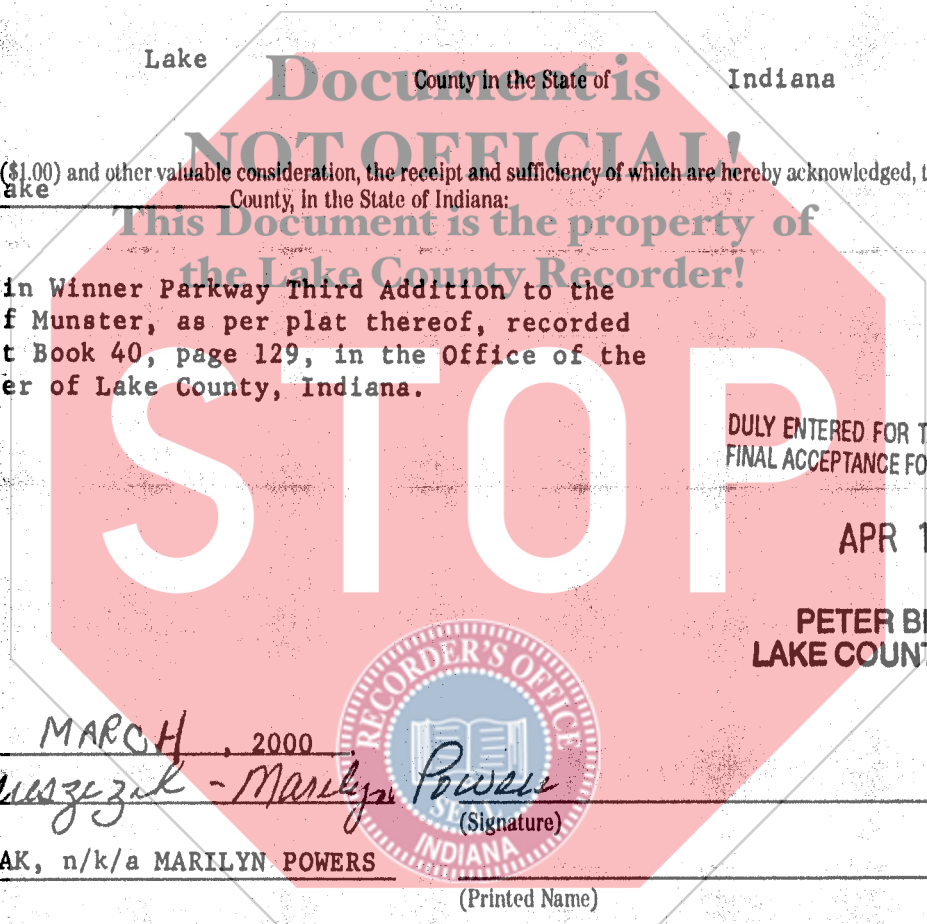 Lake County in the State of Indiana
Document is
NOT OFFICIAL!
($1.00) and other valuable consideration, the receipt and sufficiency of which are hereby acknowledged, t
ake County, in the State of Indiana:
This Document is the property of
the Lake County Recorder!
in Winner Parkway Third Addition to the
f Munster, as per plat thereof, recorded
t Book 40, page 129, in the Office of the
er of Lake County, Indiana.
STOP
DULY ENTERED FOR T
FINAL ACCEPTANCE FO
APR 1
PETER B
LAKE COUNT
RECORDER'S OFFICE
SEAL
INDIANA
MARCH, 2000.
- Marilyn Powers
(Signature)
AK, n/k/a MARILYN POWERS
(Printed Name)